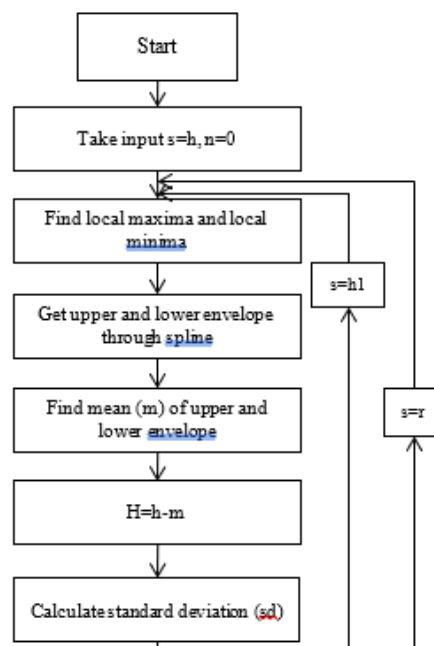 Start
Take input s=h, n=0
Find local maxima and local
minima
s=h1
Get upper and lower envelope
through spline
Find mean (m) of upper and
lower envelope
s=r
H=h-m
Calculate standard deviation (sd)